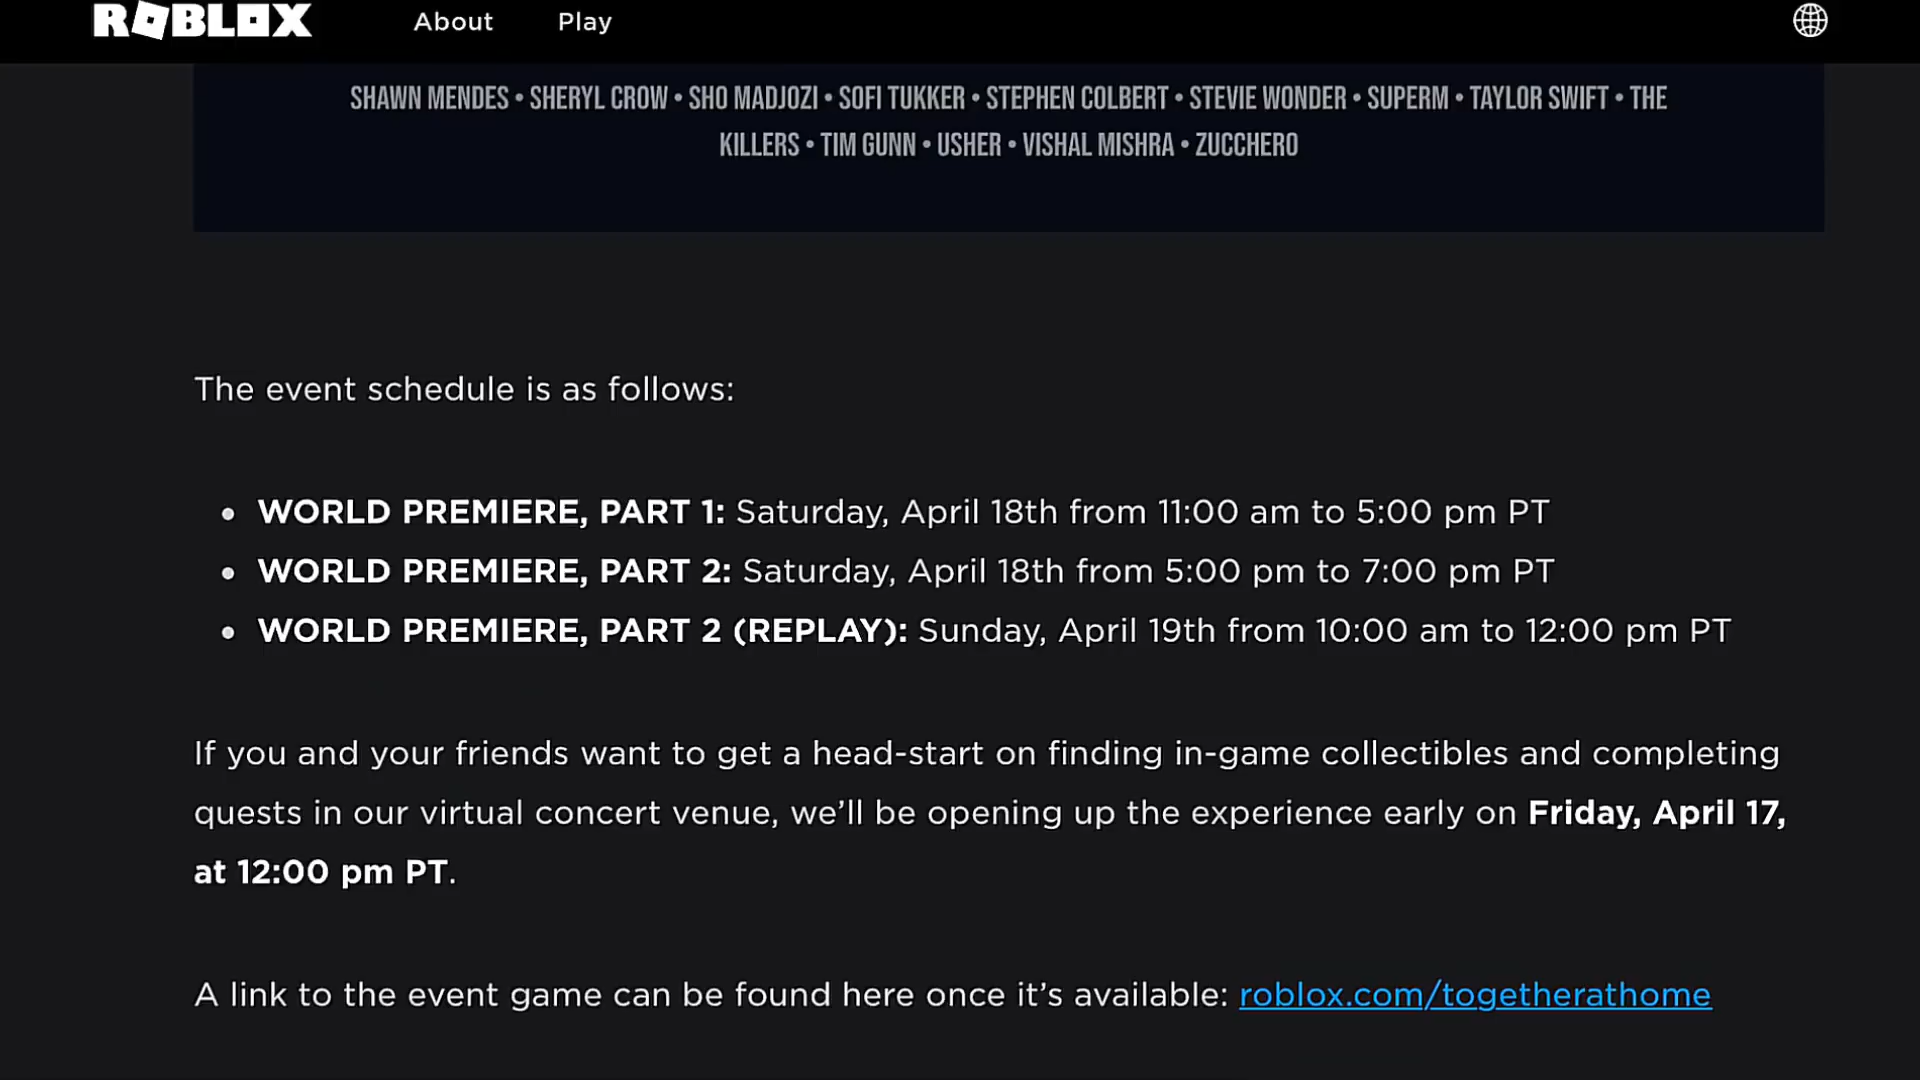 ROBLOX About Play
SHAWN MENDES • SHERYL CROW • SHO MADJOZI • SOFI TUKKER • STEPHEN COLBERT • STEVIE WONDER • SUPERM • TAYLOR SWIFT • THE
KILLERS • TIM GUNN • USHER • VISHAL MISHRA • ZUCCHERO
The event schedule is as follows:
• WORLD PREMIERE, PART 1: Saturday, April 18th from 11:00 am to 5:00 pm PT
• WORLD PREMIERE, PART 2: Saturday, April 18th from 5:00 pm to 7:00 pm PT
• WORLD PREMIERE, PART 2 (REPLAY): Sunday, April 19th from 10:00 am to 12:00 pm PT
If you and your friends want to get a head-start on finding in-game collectibles and completing
quests in our virtual concert venue, we’ll be opening up the experience early on Friday, April 17,
at 12:00 pm PT.
A link to the event game can be found here once it’s available: roblox.com/togetherathome